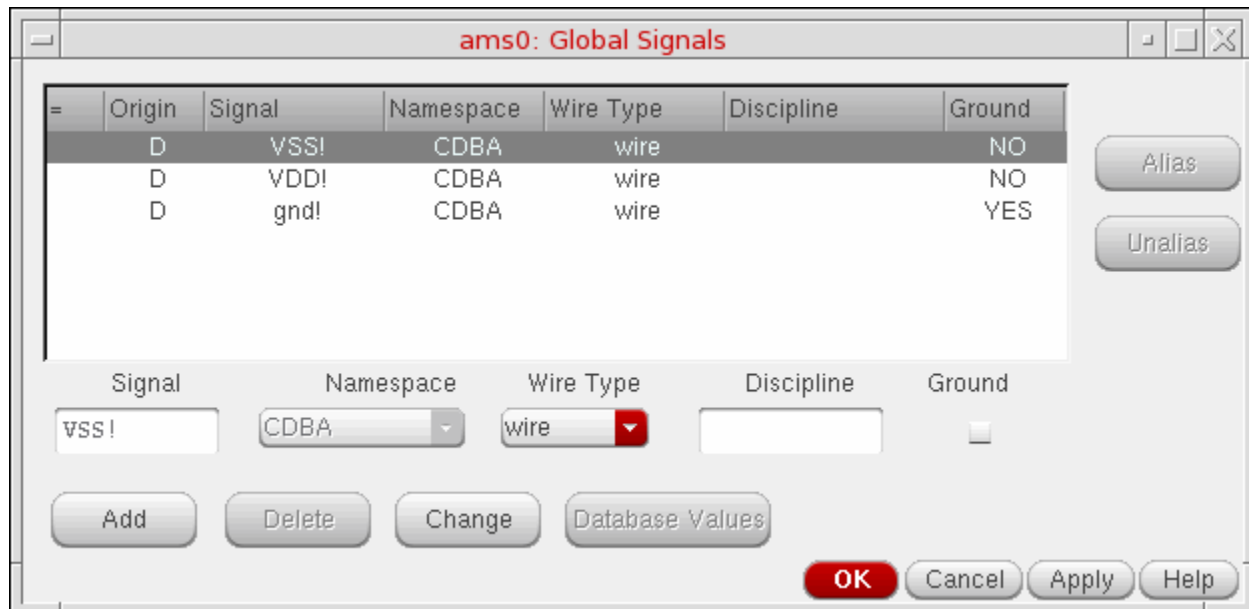 ams0: Global Signals
= Origin Signal Namespace Wire Type Discipline Ground
D VSS! CDBA wire NO
D VDD! CDBA wire NO
D gnd! CDBA wire YES
Alias
Unalias
Signal Namespace Wire Type Discipline Ground
VSS! CDBA wire
Add Delete Change Database Values
OK Cancel Apply Help